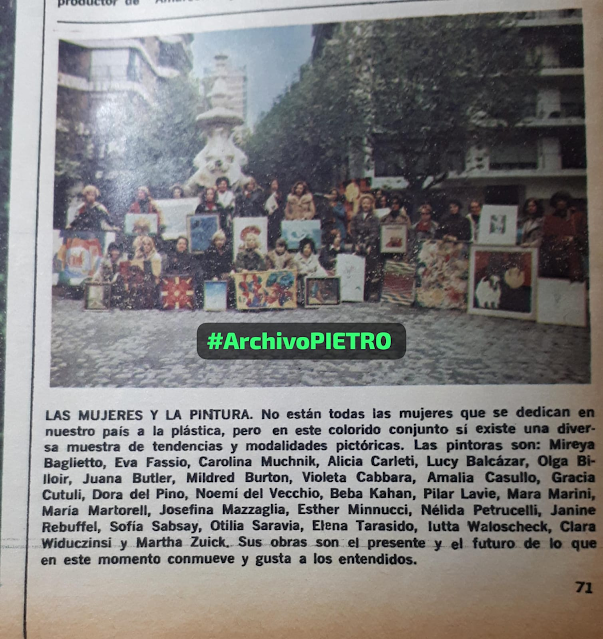 productor de
#ArchivoPIETRO
LAS MUJERES Y LA PINTURA. No están todas las mujeres que se dedican en
nuestro país a la plástica, pero en este colorido conjunto sí existe una diver-
sa muestra de tendencias y modalidades pictóricas. Las pintoras son: Mireya
Baglietto, Eva Fassio, Carolina Muchnik, Alicia Carleti, Lucy Balcázar, Olga Bi-
lloir, Juana Butler, Mildred Burton, Violeta Cabbara, Amalia Casullo, Gracia
Cutuli, Dora del Pino, Noemí del Vecchio, Beba Kahan, Pilar Lavie, Mara Marini,
María Martorell, Josefina Mazzaglia, Esther Minnucci, Nélida Petrucelli, Janine
Rebuffel, Sofía Sabsay, Otilia Saravia, Elena Tarasido, Iutta Waloscheck, Clara
Widuczinsi y Martha Zuick. Sus obras son el presente y el futuro de lo que
en este momento conmueve y gusta a los entendidos.
71